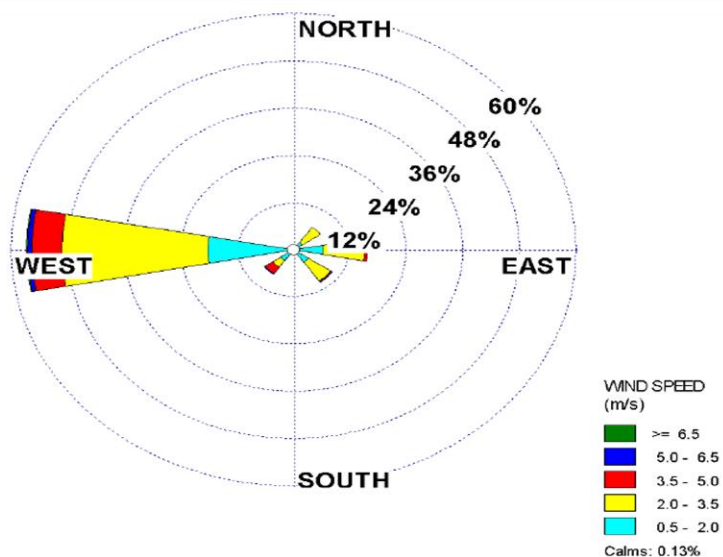 NORTH
60%
48%
36%
24%
12%
WEST
EAST
SOUTH
WIND SPEED
(m/s)
>= 6.5
5.0 - 6.5
3.5 - 5.0
2.0 - 3.5
0.5 - 2.0
Calms: 0.13%